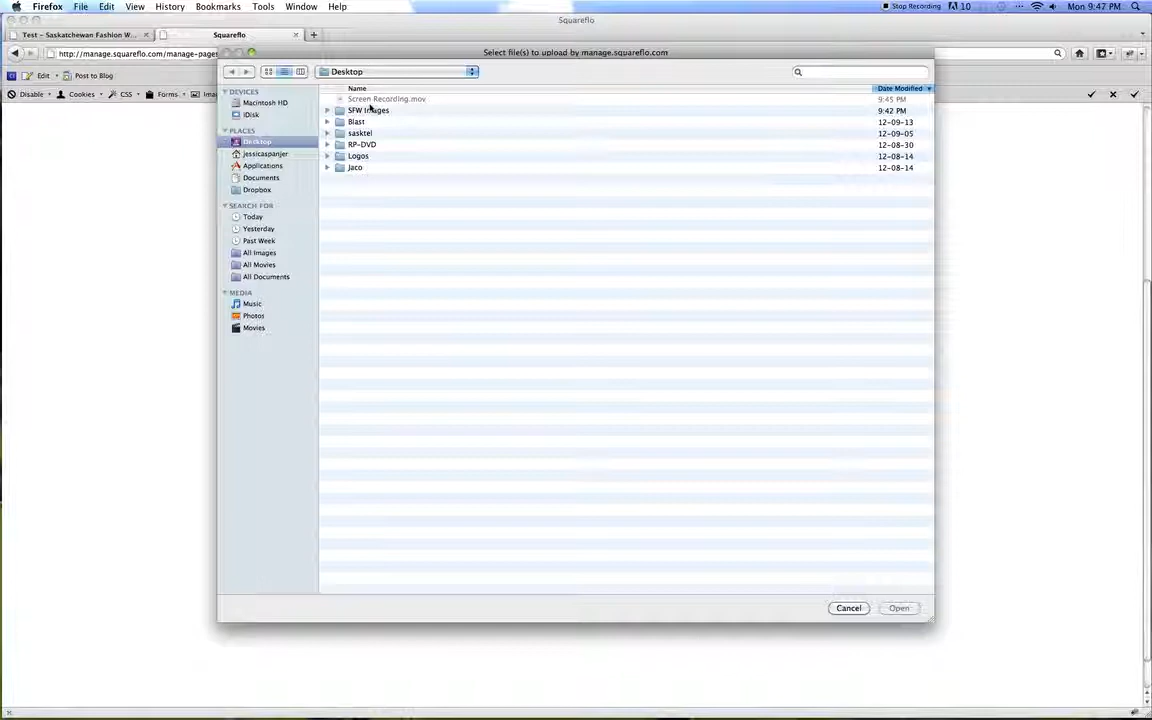 Firefox File Edit View History Bookmarks Tools Window Help Stop Recording 10 Mon 9:47 PM
Squareflo
Test – Saskatchewan Fashion W... Squareflo
http://manage.squareflo.com/manage-pages
Select file(s) to upload by manage.squareflo.com
Edit Post to Blog
Desktop
Disable Cookies CSS Forms
Name Date Modified
DEVICES
Macintosh HD
iDisk
PLACES
Desktop
jessicaspanjer
Applications
Documents
Dropbox
SEARCH FOR
Today
Yesterday
Past Week
All Images
All Movies
All Documents
MEDIA
Music
Photos
Movies
Screen Recording.mov 9:45 PM
SFW Images 9:42 PM
Blast 12-09-13
sasktel 12-09-05
RP-DVD 12-08-30
Logos 12-08-14
Jaco 12-08-14
Cancel Open